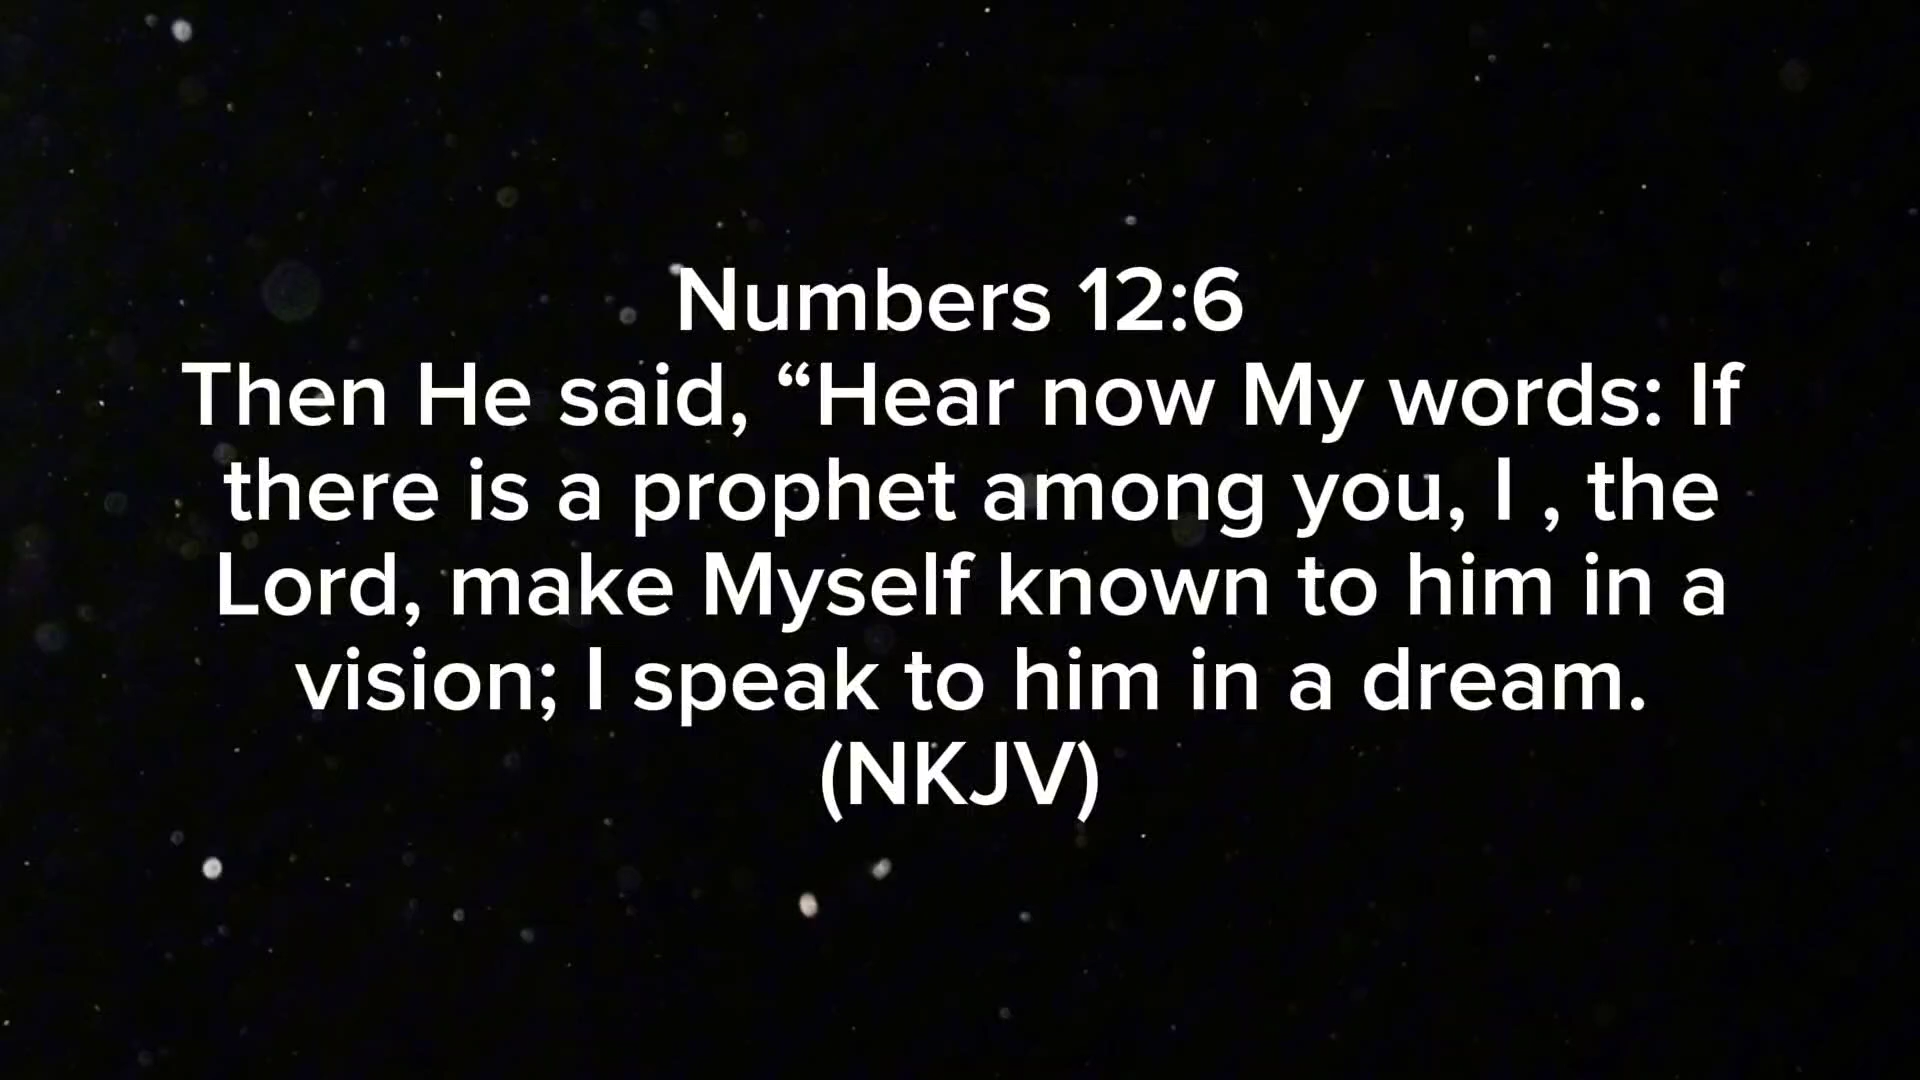 Numbers 12:6
Then He said, “Hear now My words: If
there is a prophet among you, I , the
Lord, make Myself known to him in a
vision; I speak to him in a dream.
(NKJV)